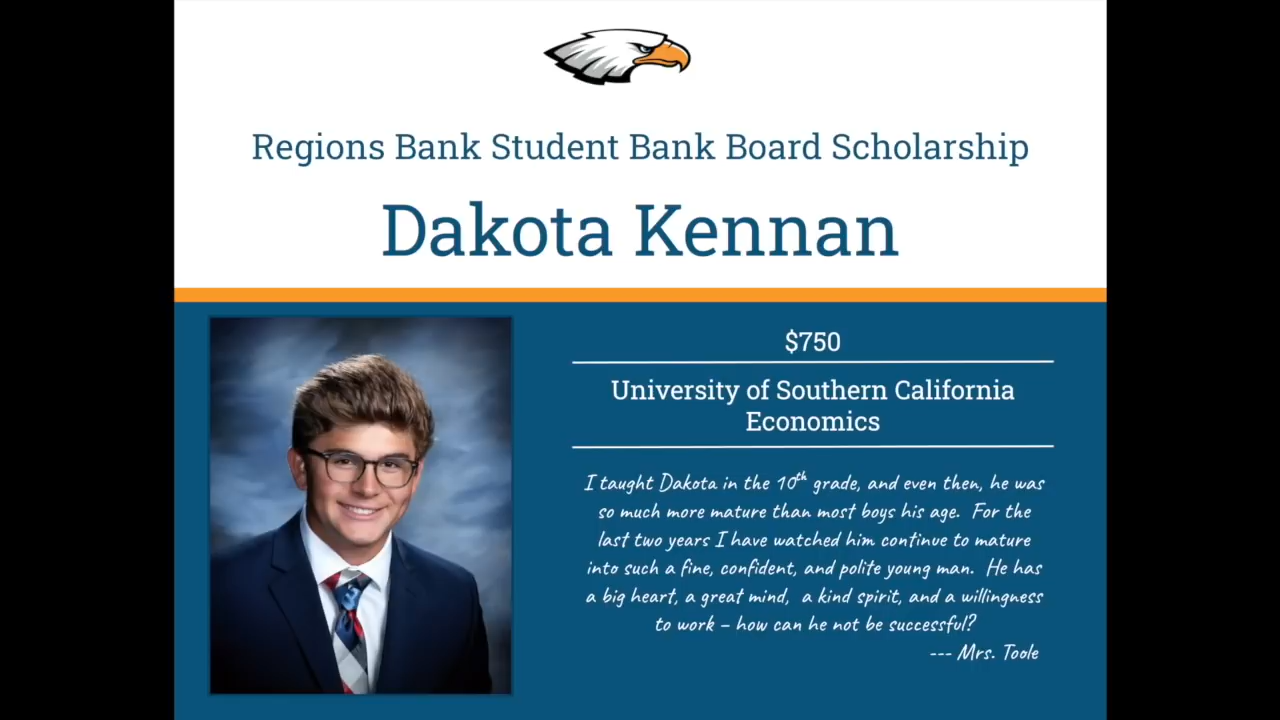 Regions Bank Student Bank Board Scholarship
Dakota Kennan
$750
University of Southern California
Economics
I taught Dakota in the 10th grade, and even then, he was
so much more mature than most boys his age.  For the
last two years I have watched him continue to mature
into such a fine, confident, and polite young man.  He has
a big heart, a great mind,  a kind spirit, and a willingness
to work – how can he not be successful?
--- Mrs. Toole